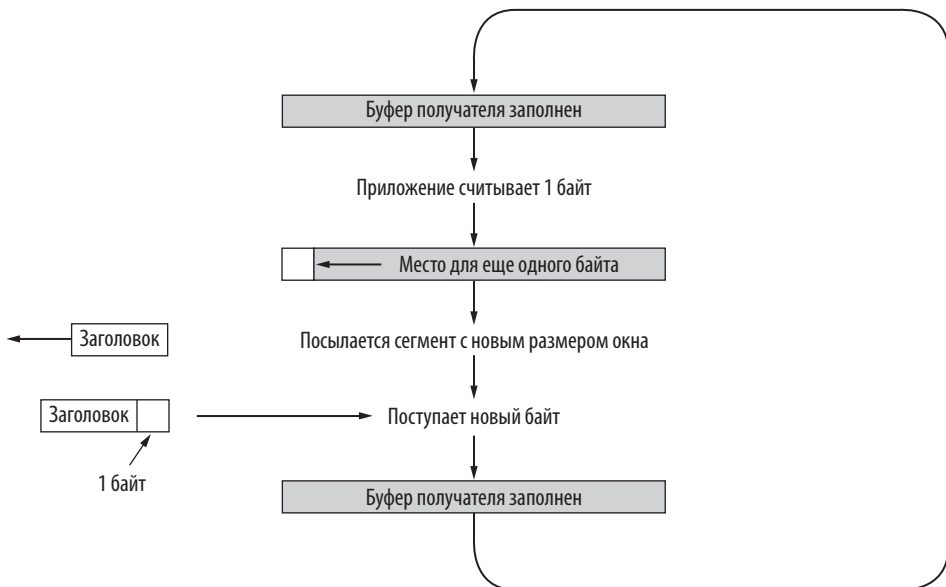 Буфер получателя заполнен
Приложение считывает 1 байт
Место для еще одного байта
Посылается сегмент с новым размером окна
Заголовок
Заголовок
Поступает новый байт
1 байт
Буфер получателя заполнен